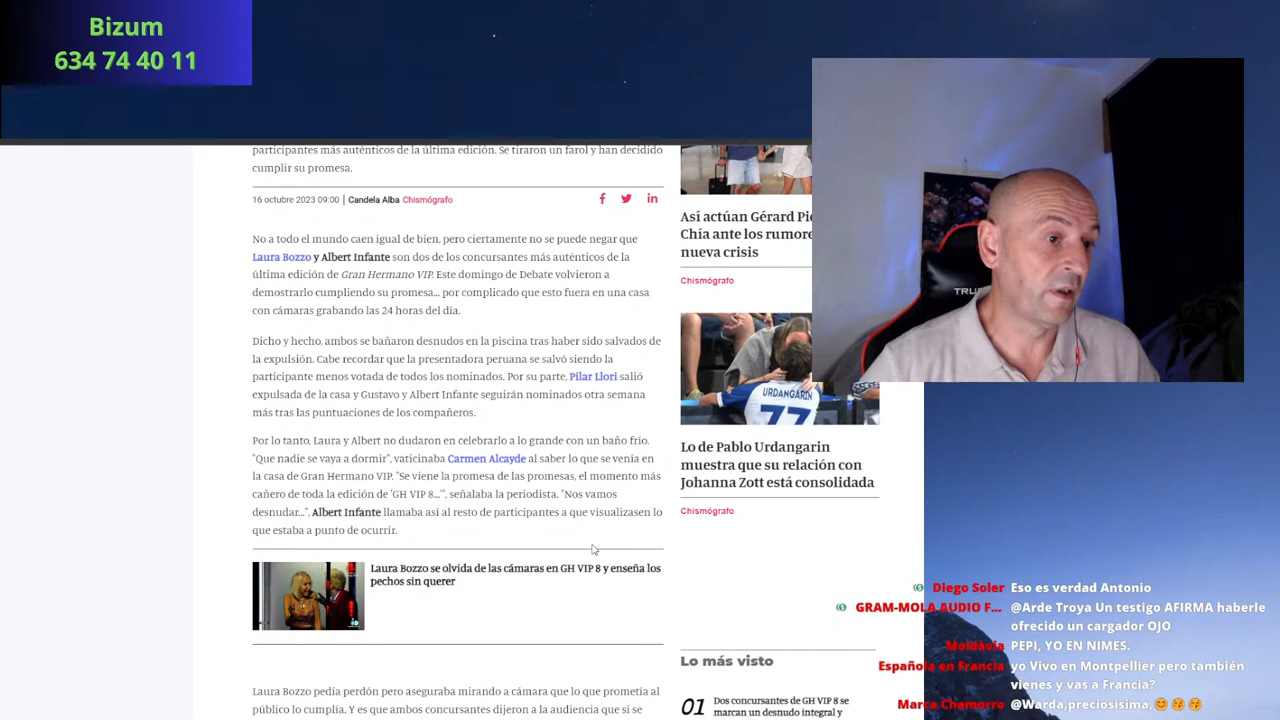 Bizum
634 74 40 11
participantes más auténticos de la última edición. Se tiraron un farol y han decidido
cumplir su promesa.
16 octubre 2023 09:00 | Candela Alba Chismógrafo
No a todo el mundo caen igual de bien, pero ciertamente no se puede negar que
Laura Bozzo y Albert Infante son dos de los concursantes más auténticos de la
última edición de Gran Hermano VIP. Este domingo de Debate volvieron a
demostrarlo cumpliendo su promesa... por complicado que esto fuera en una casa
con cámaras grabando las 24 horas del día.
Dicho y hecho, ambos se bañaron desnudos en la piscina tras haber sido salvados de
la expulsión. Cabe recordar que la presentadora peruana se salvó siendo la
participante menos votada de todos los nominados. Por su parte, Pilar Llori salió
expulsada de la casa y Gustavo y Albert Infante seguirán nominados otra semana
más tras las puntuaciones de los compañeros.
Por lo tanto, Laura y Albert no dudaron en celebrarlo a lo grande con un baño frío.
"Que nadie se vaya a dormir", vaticinaba Carmen Alcayde al saber lo que se venía en
la casa de Gran Hermano VIP. "Se viene la promesa de las promesas, el momento más
cañero de toda la edición de 'GH VIP 8...'", señalaba la periodista. "Nos vamos
desnudar...", Albert Infante llamaba así al resto de participantes a que visualizasen lo
que estaba a punto de ocurrir.
Laura Bozzo se olvida de las cámaras en GH VIP 8 y enseña los
pechos sin querer
Laura Bozzo pedía perdón pero aseguraba mirando a cámara que lo que prometía al
público lo cumplía. Y es que ambos concursantes dijeron a la audiencia que si se
Así actúan Gérard Pi
Chía ante los rumore
nueva crisis
Chismógrafo
URDANGARIN
77
Lo de Pablo Urdangarin
muestra que su relación con
Johanna Zott está consolidada
Chismógrafo
Lo más visto
01 Dos concursantes de GH VIP 8 se
marcan un desnudo integral y
TRU
Diego Soler Eso es verdad Antonio
GRAM-MOLA AUDIO F... @Arde Troya Un testigo AFIRMA haberle
ofrecido un cargador OJO
Moldàvia PEPI, YO EN NIMES.
Española en Francia yo Vivo en Montpellier pero también
vienes y vas a Francia?
Marca Chamorro @Warda,preciosisima,😊😚😚